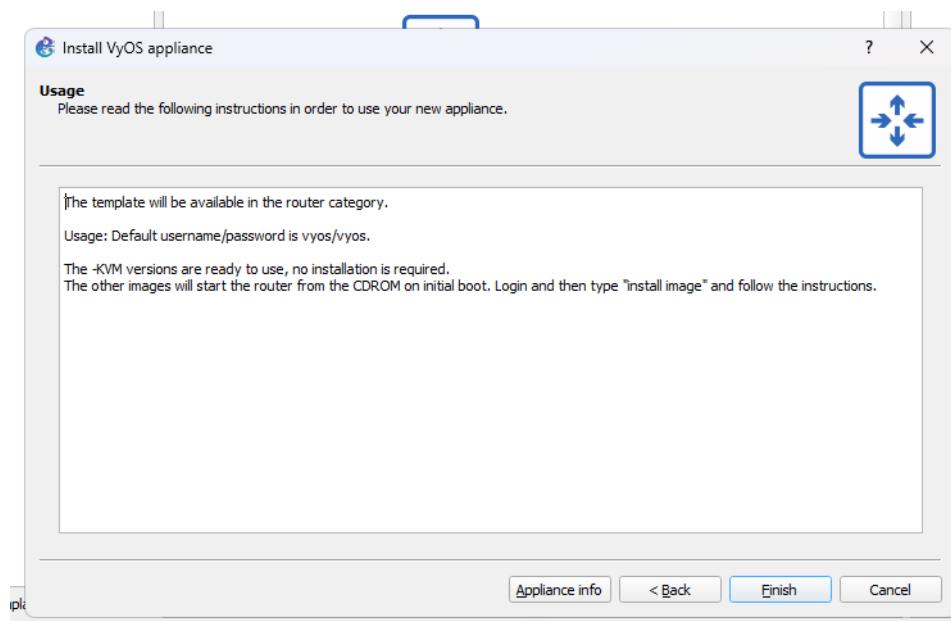 Install VyOS appliance
?
Usage
Please read the following instructions in order to use your new appliance.
The template will be available in the router category.
Usage: Default username/password is vyos/vyos.
The -KVM versions are ready to use, no installation is required.
The other images will start the router from the CDROM on initial boot. Login and then type "install image" and follow the instructions.
Appliance info
< Back
Finish
Cancel